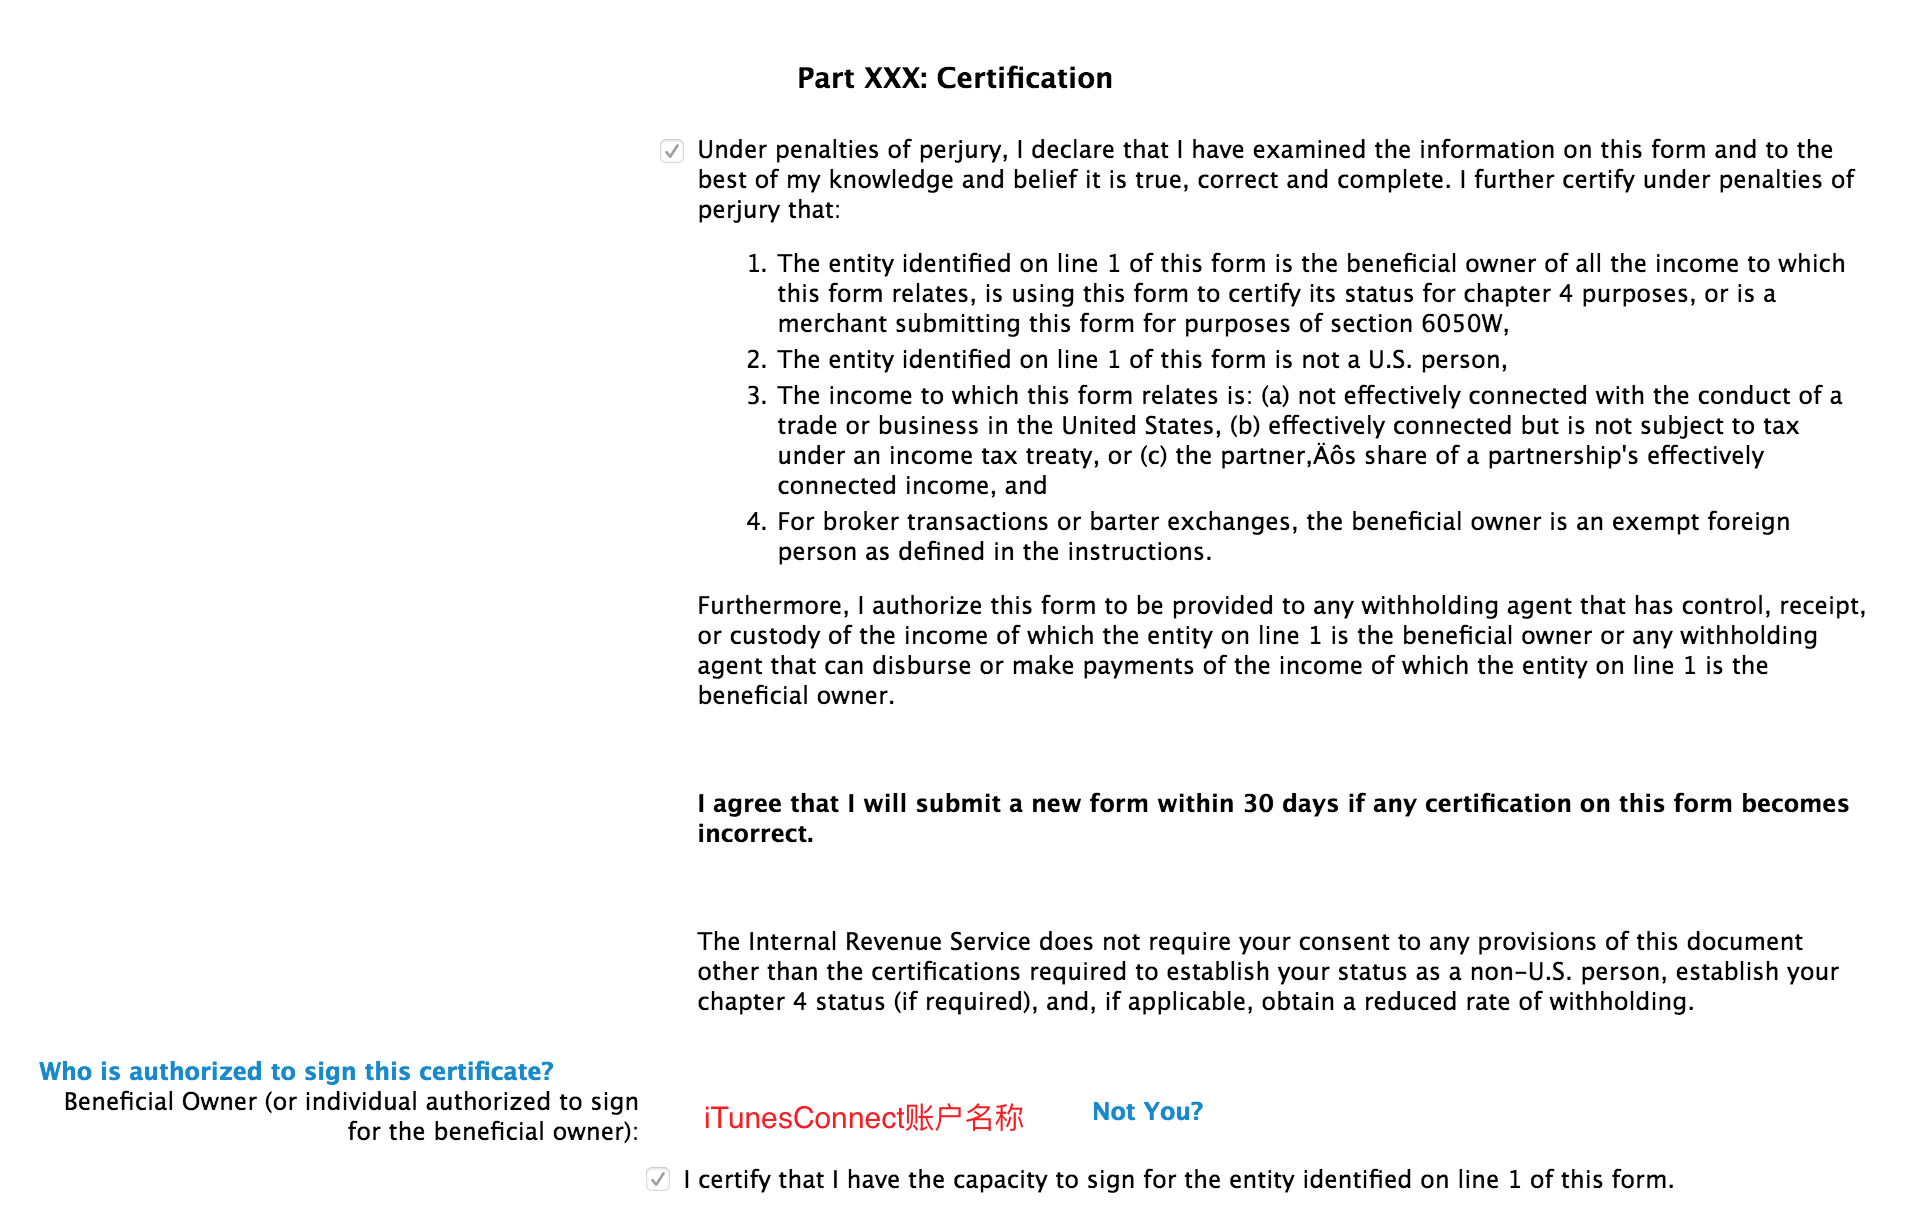 Part XXX: Certification
Under penalties of perjury, I declare that I have examined the information on this form and to the
best of my knowledge and belief it is true, correct and complete. I further certify under penalties of
perjury that:
1. The entity identified on line 1 of this form is the beneficial owner of all the income to which
this form relates, is using this form to certify its status for chapter 4 purposes, or is a
merchant submitting this form for purposes of section 6050W,
2. The entity identified on line 1 of this form is not a U.S. person,
3. The income to which this form relates is: (a) not effectively connected with the conduct of a
trade or business in the United States, (b) effectively connected but is not subject to tax
under an income tax treaty, or (c) the partner‚Äôs share of a partnership's effectively
connected income, and
4. For broker transactions or barter exchanges, the beneficial owner is an exempt foreign
person as defined in the instructions.
Furthermore, I authorize this form to be provided to any withholding agent that has control, receipt,
or custody of the income of which the entity on line 1 is the beneficial owner or any withholding
agent that can disburse or make payments of the income of which the entity on line 1 is the
beneficial owner.
I agree that I will submit a new form within 30 days if any certification on this form becomes
incorrect.
The Internal Revenue Service does not require your consent to any provisions of this document
other than the certifications required to establish your status as a non-U.S. person, establish your
chapter 4 status (if required), and, if applicable, obtain a reduced rate of withholding.
Who is authorized to sign this certificate?
Beneficial Owner (or individual authorized to sign
for the beneficial owner):
iTunesConnect账户名称 Not You?
I certify that I have the capacity to sign for the entity identified on line 1 of this form.